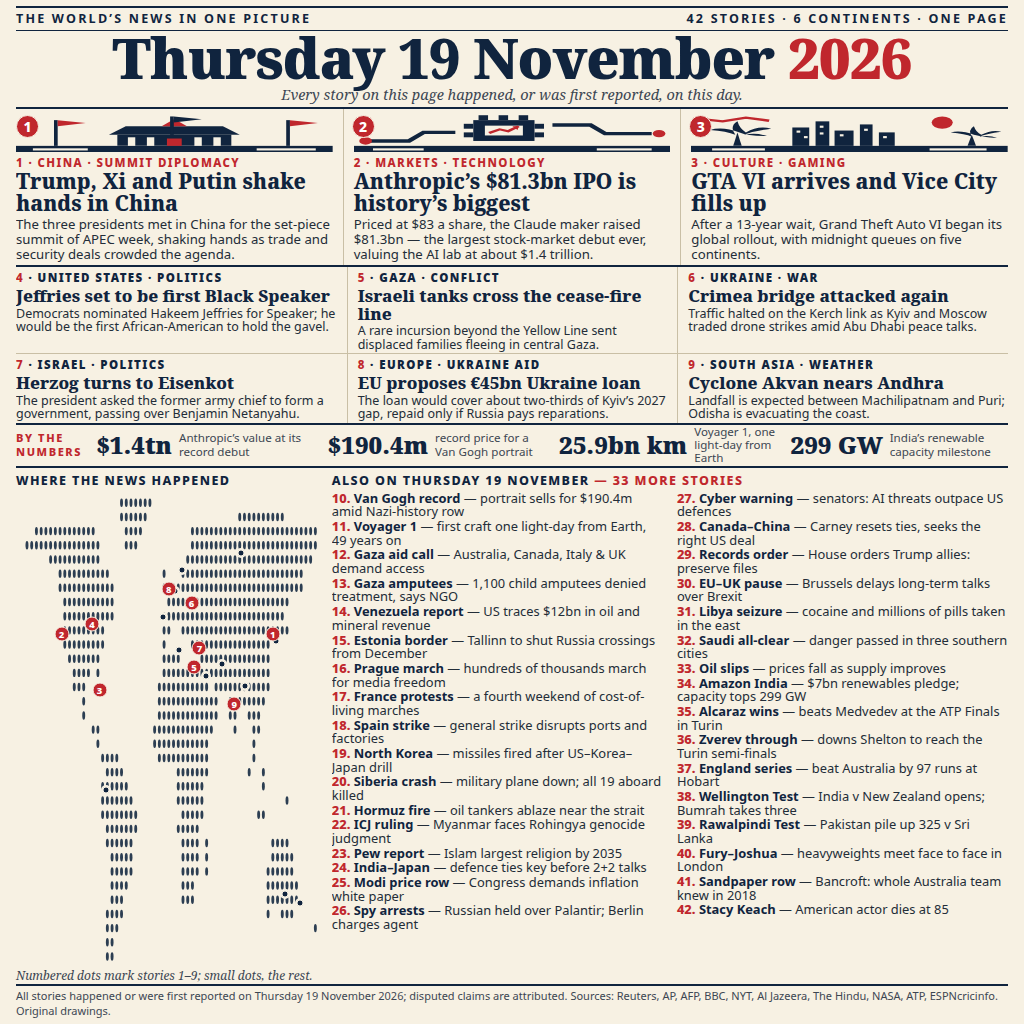 THE WORLD'S NEWS IN ONE PICTURE
42 STORIES · 6 CONTINENTS · ONE PAGE
Thursday 19 November 2026
Every story on this page happened, or was first reported, on this day.
1
1 · CHINA · SUMMIT DIPLOMACY
Trump, Xi and Putin shake
hands in China
The three presidents met in China for the set-piece
summit of APEC week, shaking hands as trade and
security deals crowded the agenda.
2
2 · MARKETS · TECHNOLOGY
Anthropic's $81.3bn IPO is
history's biggest
Priced at $83 a share, the Claude maker raised
$81.3bn — the largest stock-market debut ever,
valuing the AI lab at about $1.4 trillion.
3
3 · CULTURE · GAMING
GTA VI arrives and Vice City
fills up
After a 13-year wait, Grand Theft Auto VI began its
global rollout, with midnight queues on five
continents.
4 · UNITED STATES · POLITICS
Jeffries set to be first Black Speaker
Democrats nominated Hakeem Jeffries for Speaker; he
would be the first African-American to hold the gavel.
5 · GAZA · CONFLICT
Israeli tanks cross the cease-fire
line
A rare incursion beyond the Yellow Line sent
displaced families fleeing in central Gaza.
6 · UKRAINE · WAR
Crimea bridge attacked again
Traffic halted on the Kerch link as Kyiv and Moscow
traded drone strikes amid Abu Dhabi peace talks.
7 · ISRAEL · POLITICS
Herzog turns to Eisenkot
The president asked the former army chief to form a
government, passing over Benjamin Netanyahu.
8 · EUROPE · UKRAINE AID
EU proposes €45bn Ukraine loan
The loan would cover about two-thirds of Kyiv's 2027
gap, repaid only if Russia pays reparations.
9 · SOUTH ASIA · WEATHER
Cyclone Akvan nears Andhra
Landfall is expected between Machilipatnam and Puri;
Odisha is evacuating the coast.
BY THE
NUMBERS
$1.4tn
Anthropic's value at its
record debut
$190.4m
record price for a
Van Gogh portrait
25.9bn km
Voyager 1, one
light-day from
Earth
299 GW
India's renewable
capacity milestone
WHERE THE NEWS HAPPENED
8
6
4
2
1
7
5
3
9
Numbered dots mark stories 1–9; small dots, the rest.
ALSO ON THURSDAY 19 NOVEMBER — 33 MORE STORIES
10. Van Gogh record — portrait sells for $190.4m
amid Nazi-history row
11. Voyager 1 — first craft one light-day from Earth,
49 years on
12. Gaza aid call — Australia, Canada, Italy & UK
demand access
13. Gaza amputees — 1,100 child amputees denied
treatment, says NGO
14. Venezuela report — US traces $12bn in oil and
mineral revenue
15. Estonia border — Tallinn to shut Russia crossings
from December
16. Prague march — hundreds of thousands march
for media freedom
17. France protests — a fourth weekend of cost-of-
living marches
18. Spain strike — general strike disrupts ports and
factories
19. North Korea — missiles fired after US–Korea–
Japan drill
20. Siberia crash — military plane down; all 19 aboard
killed
21. Hormuz fire — oil tankers ablaze near the strait
22. ICJ ruling — Myanmar faces Rohingya genocide
judgment
23. Pew report — Islam largest religion by 2035
24. India–Japan — defence ties key before 2+2 talks
25. Modi price row — Congress demands inflation
white paper
26. Spy arrests — Russian held over Palantir; Berlin
charges agent
27. Cyber warning — senators: AI threats outpace US
defences
28. Canada–China — Carney resets ties, seeks the
right US deal
29. Records order — House orders Trump allies:
preserve files
30. EU–UK pause — Brussels delays long-term talks
over Brexit
31. Libya seizure — cocaine and millions of pills taken
in the east
32. Saudi all-clear — danger passed in three southern
cities
33. Oil slips — prices fall as supply improves
34. Amazon India — $7bn renewables pledge;
capacity tops 299 GW
35. Alcaraz wins — beats Medvedev at the ATP Finals
in Turin
36. Zverev through — downs Shelton to reach the
Turin semi-finals
37. England series — beat Australia by 97 runs at
Hobart
38. Wellington Test — India v New Zealand opens;
Bumrah takes three
39. Rawalpindi Test — Pakistan pile up 325 v Sri
Lanka
40. Fury–Joshua — heavyweights meet face to face in
London
41. Sandpaper row — Bancroft: whole Australia team
knew in 2018
42. Stacy Keach — American actor dies at 85
All stories happened or were first reported on Thursday 19 November 2026; disputed claims are attributed. Sources: Reuters, AP, AFP, BBC, NYT, Al Jazeera, The Hindu, NASA, ATP, ESPNcricinfo.
Original drawings.